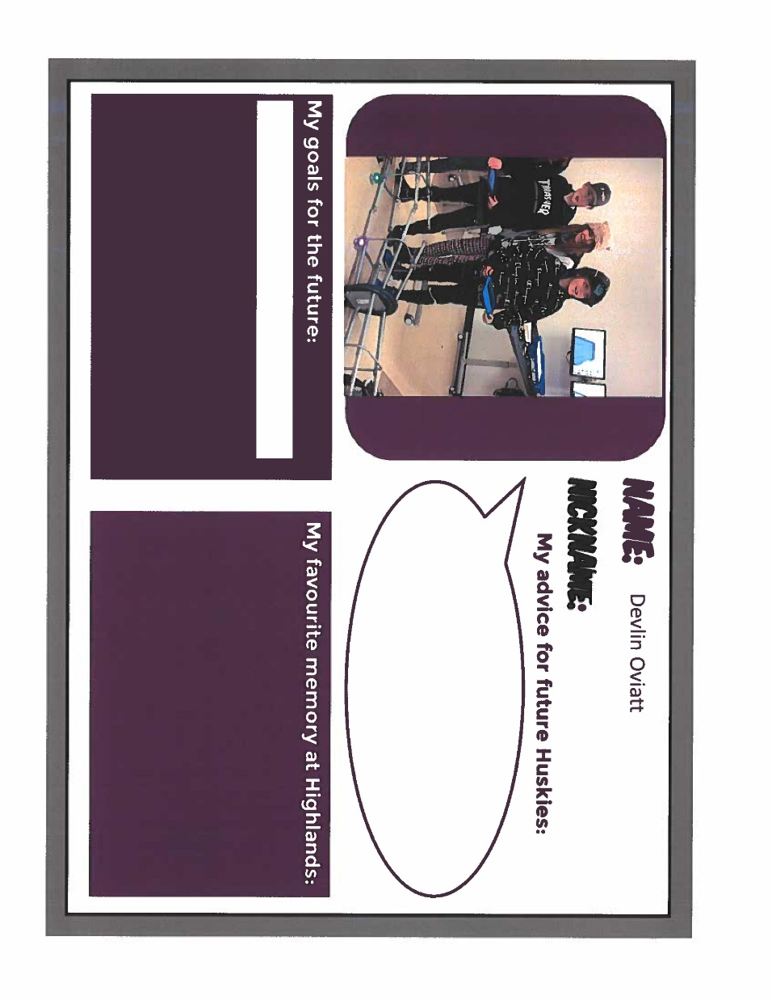 NAME: Devlin Oviatt
NICKNAME:
My advice for future Huskies:
My goals for the future:
My favourite memory at Highlands:
THRASHER